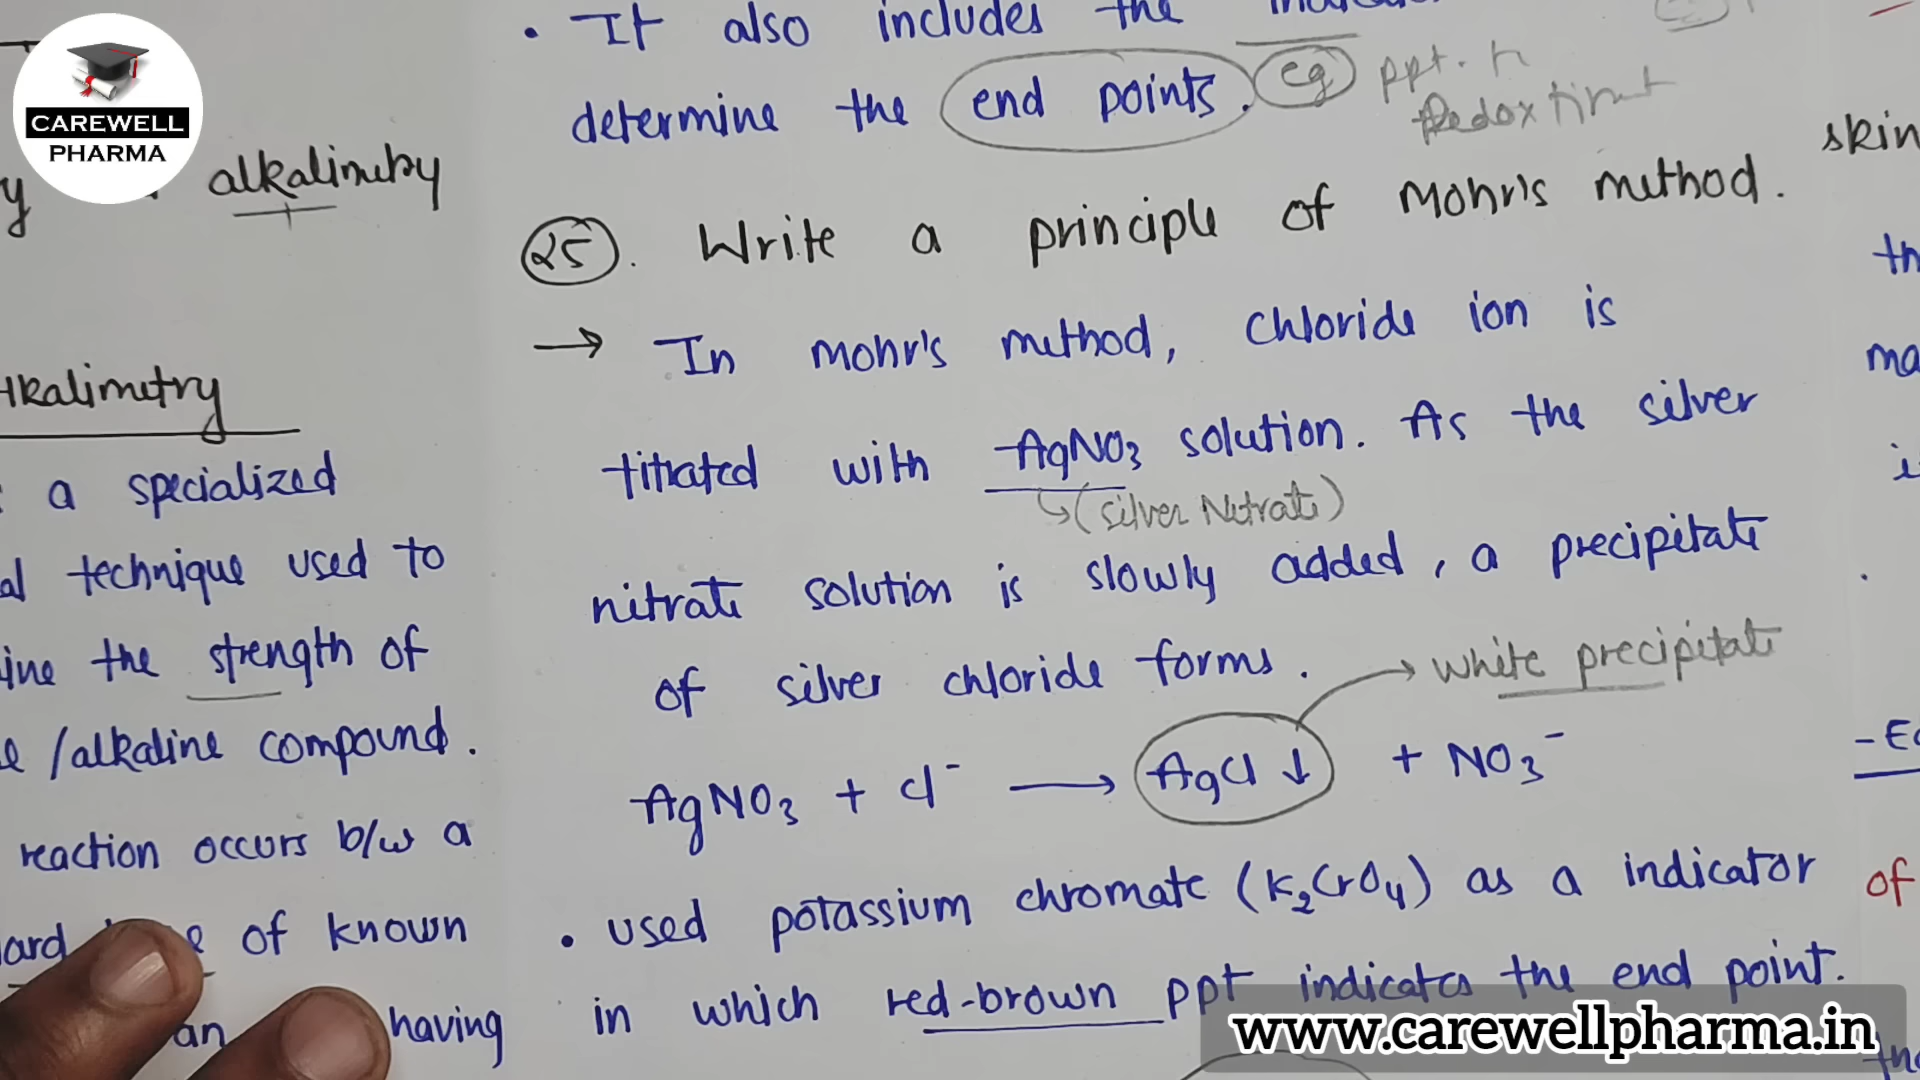 CAREWELL
PHARMA
alkalimetry
alkalimetry
a specialized
technique used to
the strength of
/alkaline compound.
reaction occurs b/w a
of known
having
. It also includes the
determine the end points. eg ppt.
Redox titrat
25. Write a principle of Mohr's method.
→ In mohr's method, chloride ion is
titrated with AgNO3 solution. As the silver
(silver Nitrate)
nitrate solution is slowly added, a precipitate
of silver chloride forms. → white precipitate
AgNO3 + Cl⁻ → AgCl ↓ + NO3⁻
. used potassium chromate (K2CrO4) as a indicator
in which red-brown ppt indicates the end point.
skin
of
www.carewellpharma.in